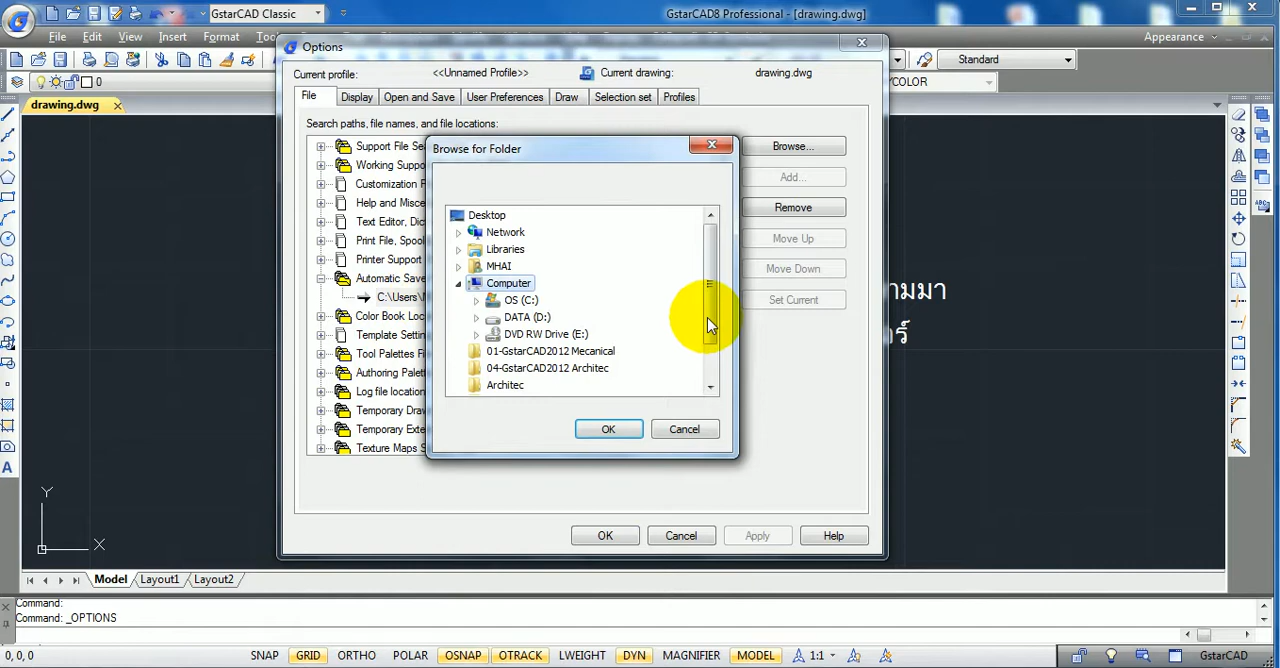 GstarCAD Classic
GstarCAD8 Professional - [drawing.dwg]
File Edit View Insert Format
Appearance
Standard
0
drawing.dwg
Options
Current profile: <<Unnamed Profile>> Current drawing: drawing.dwg
File Display Open and Save User Preferences Draw Selection set Profiles
Search paths, file names, and file locations:
Support File
Customization F
Help and Misce
Text Editor, Dic
Print File, Spool
Printer Support
Automatic Save
C:\Users\
Color Book Loc
Template Setting
Tool Palettes F
Authoring Palet
Log file location
Temporary Draw
Temporary Exte
Texture Maps S
Browse for Folder
Desktop
Network
Libraries
MHAI
Computer
OS (C:)
DATA (D:)
DVD RW Drive (E:)
01-GstarCAD2012 Mecanical
04-GstarCAD2012 Architec
Architec
OK Cancel
Browse...
Add...
Remove
Move Up
Move Down
Set Current
OK Cancel Apply Help
Y
X
Model Layout1 Layout2
Command:
Command: _OPTIONS
0, 0, 0 SNAP GRID ORTHO POLAR OSNAP OTRACK LWEIGHT DYN MAGNIFIER MODEL 1:1 GstarCAD